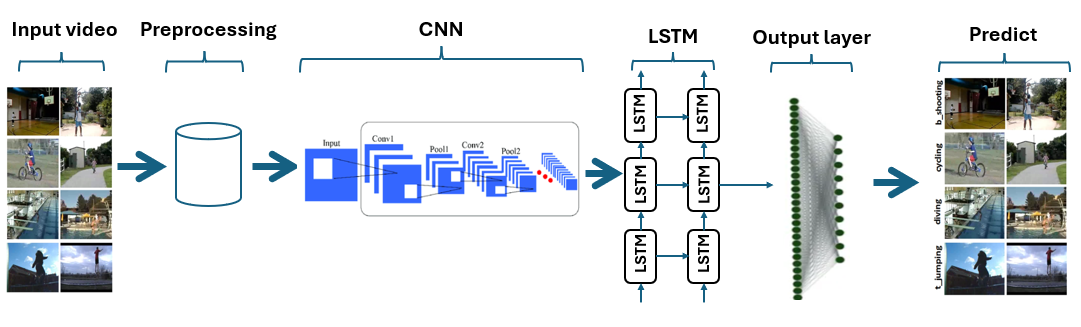 Input video
Preprocessing
CNN
LSTM
Output layer
Predict
Input
Conv1
Pool1
Conv2
Pool2
LSTM
LSTM
LSTM
LSTM
LSTM
LSTM
b_shooting
cycling
diving
t_jumping